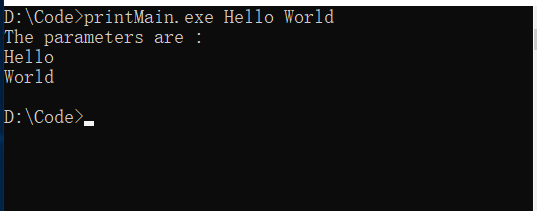 D:\Code>printMain.exe Hello World
The parameters are :
Hello
World
D:\Code>